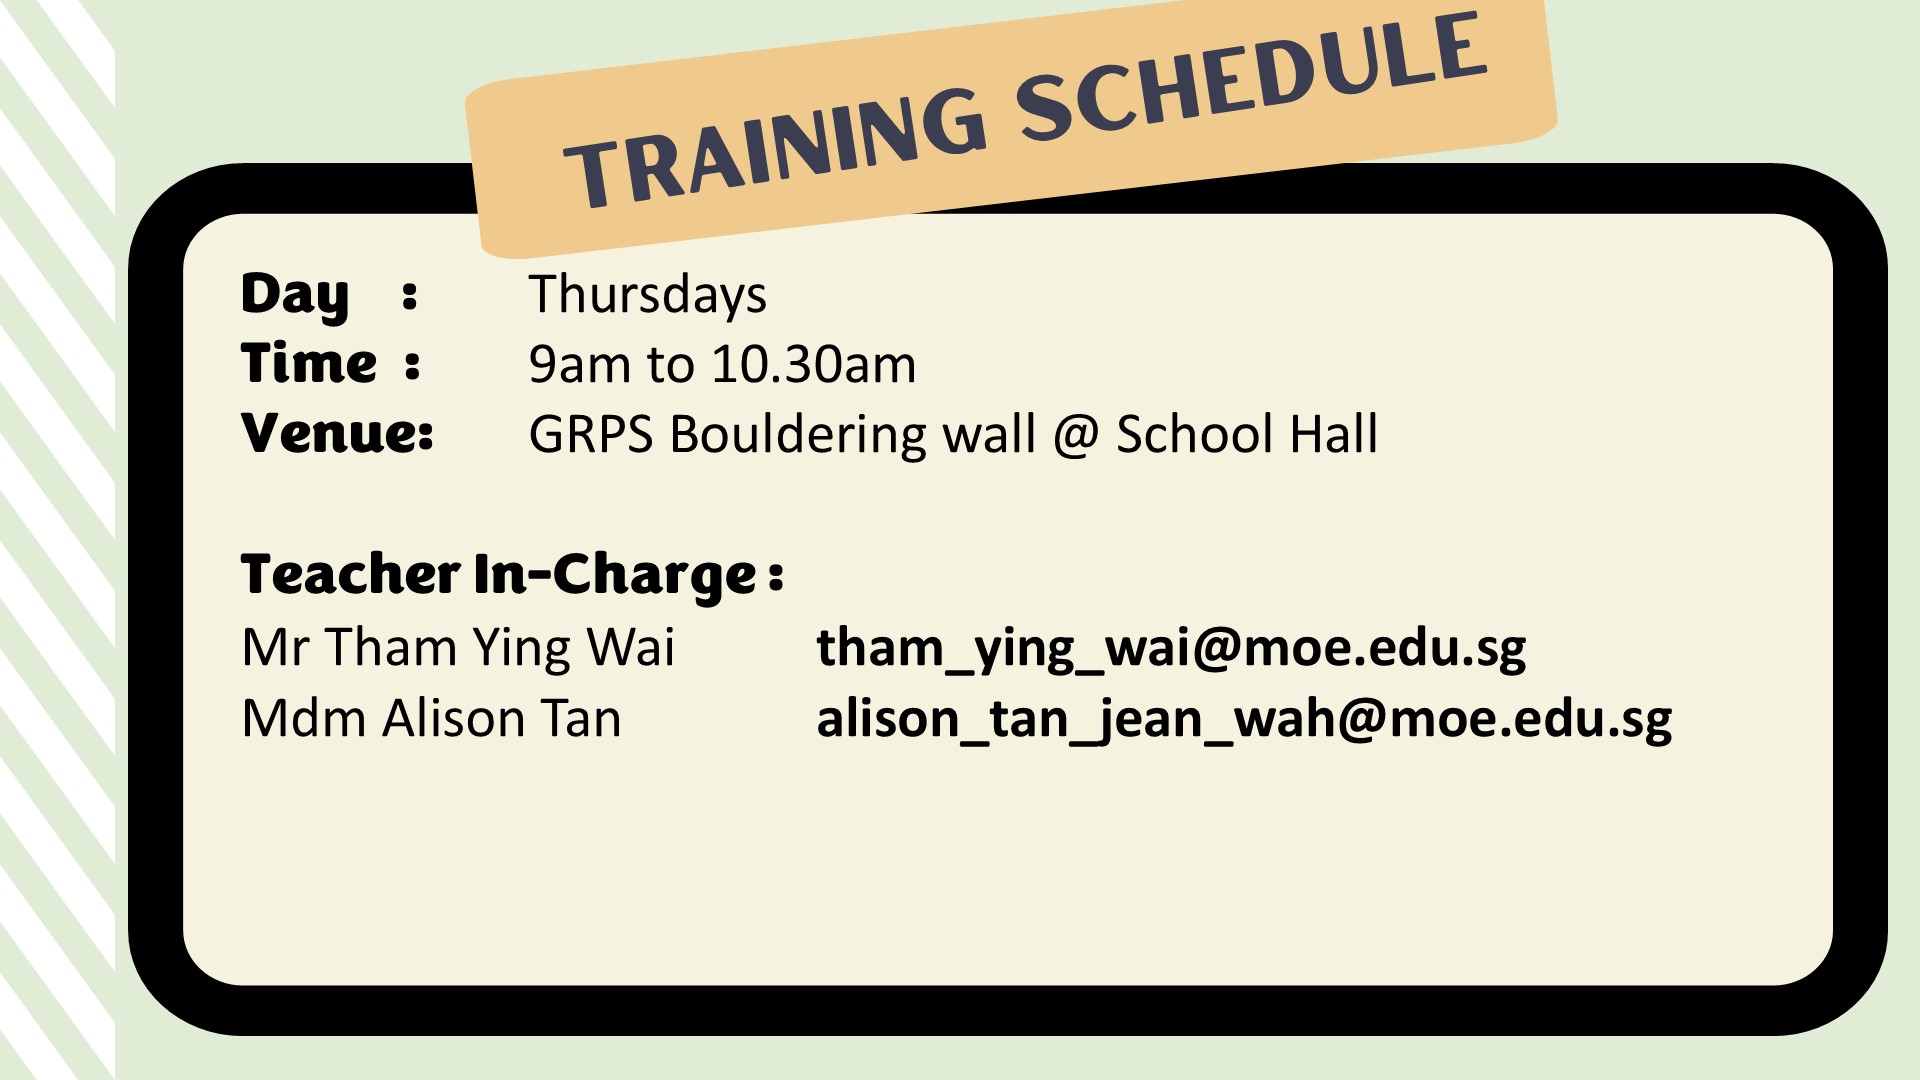 TRAINING SCHEDULE
Day : Thursdays
Time : 9am to 10.30am
Venue: GRPS Bouldering wall @ School Hall
Teacher In-Charge :
Mr Tham Ying Wai tham_ying_wai@moe.edu.sg
Mdm Alison Tan alison_tan_jean_wah@moe.edu.sg